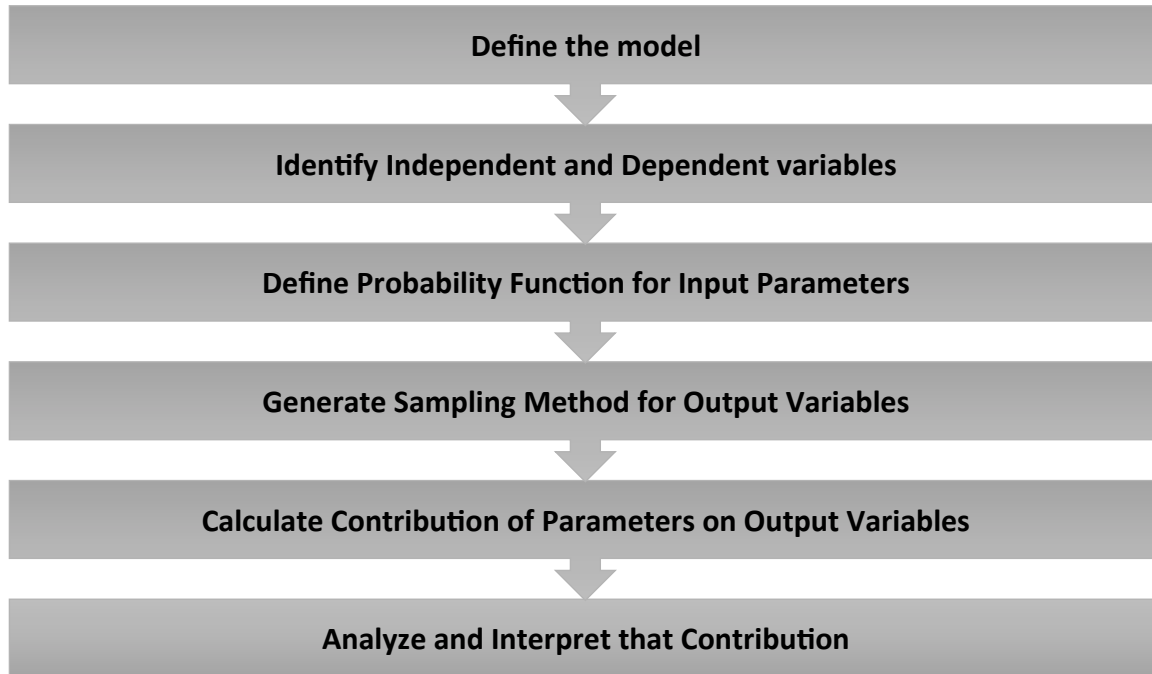 Define the model
Identify Independent and Dependent variables
Define Probability Function for Input Parameters
Generate Sampling Method for Output Variables
Calculate Contribution of Parameters on Output Variables
Analyze and Interpret that Contribution